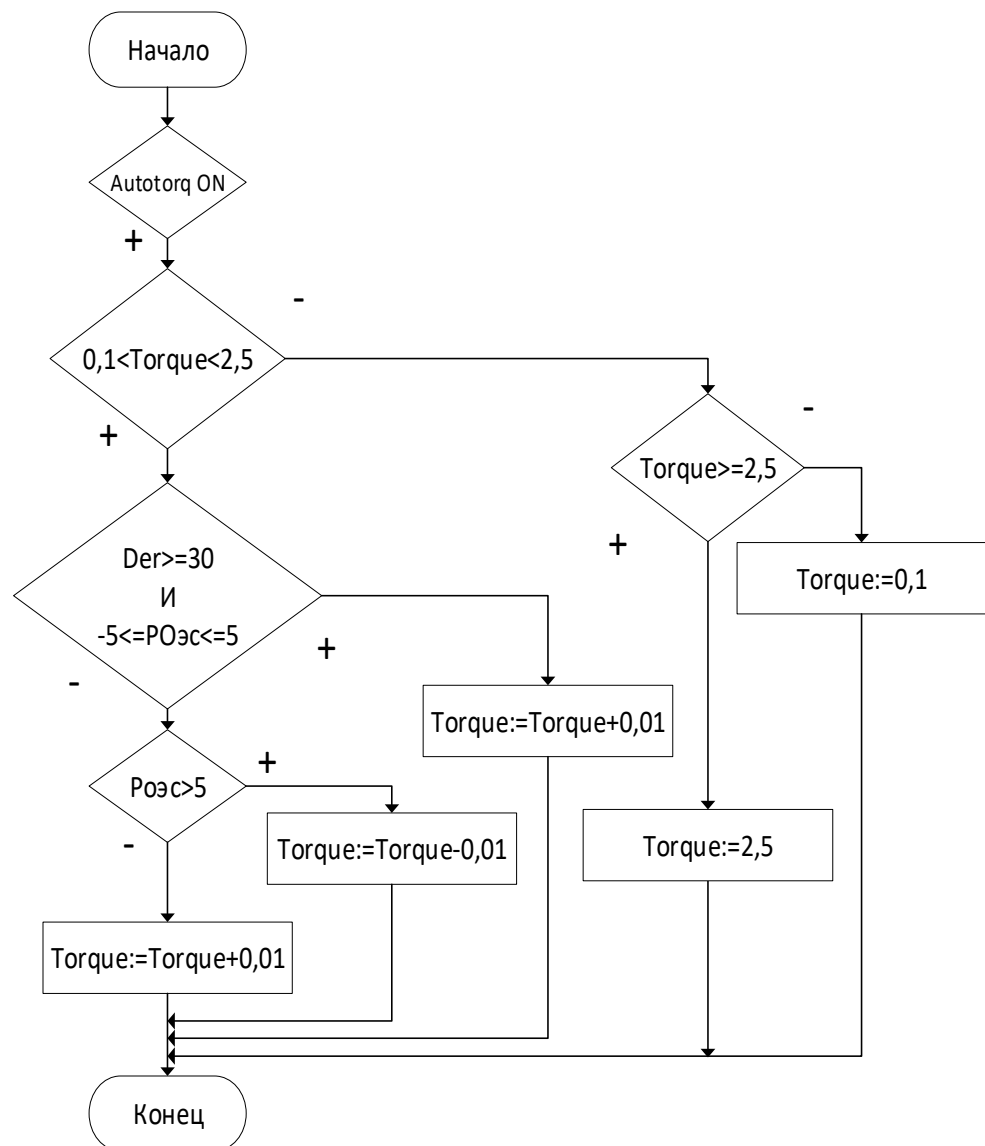 Начало
Autotorq ON
+
-
0,1<Torque<2,5
+
-
Torque>=2,5
+
Torque:=0,1
Der>=30
И
-5<=РОэс<=5
+
-
Torque:=Torque+0,01
Роэс>5
+
-
Torque:=Torque-0,01
Torque:=2,5
Torque:=Torque+0,01
Конец